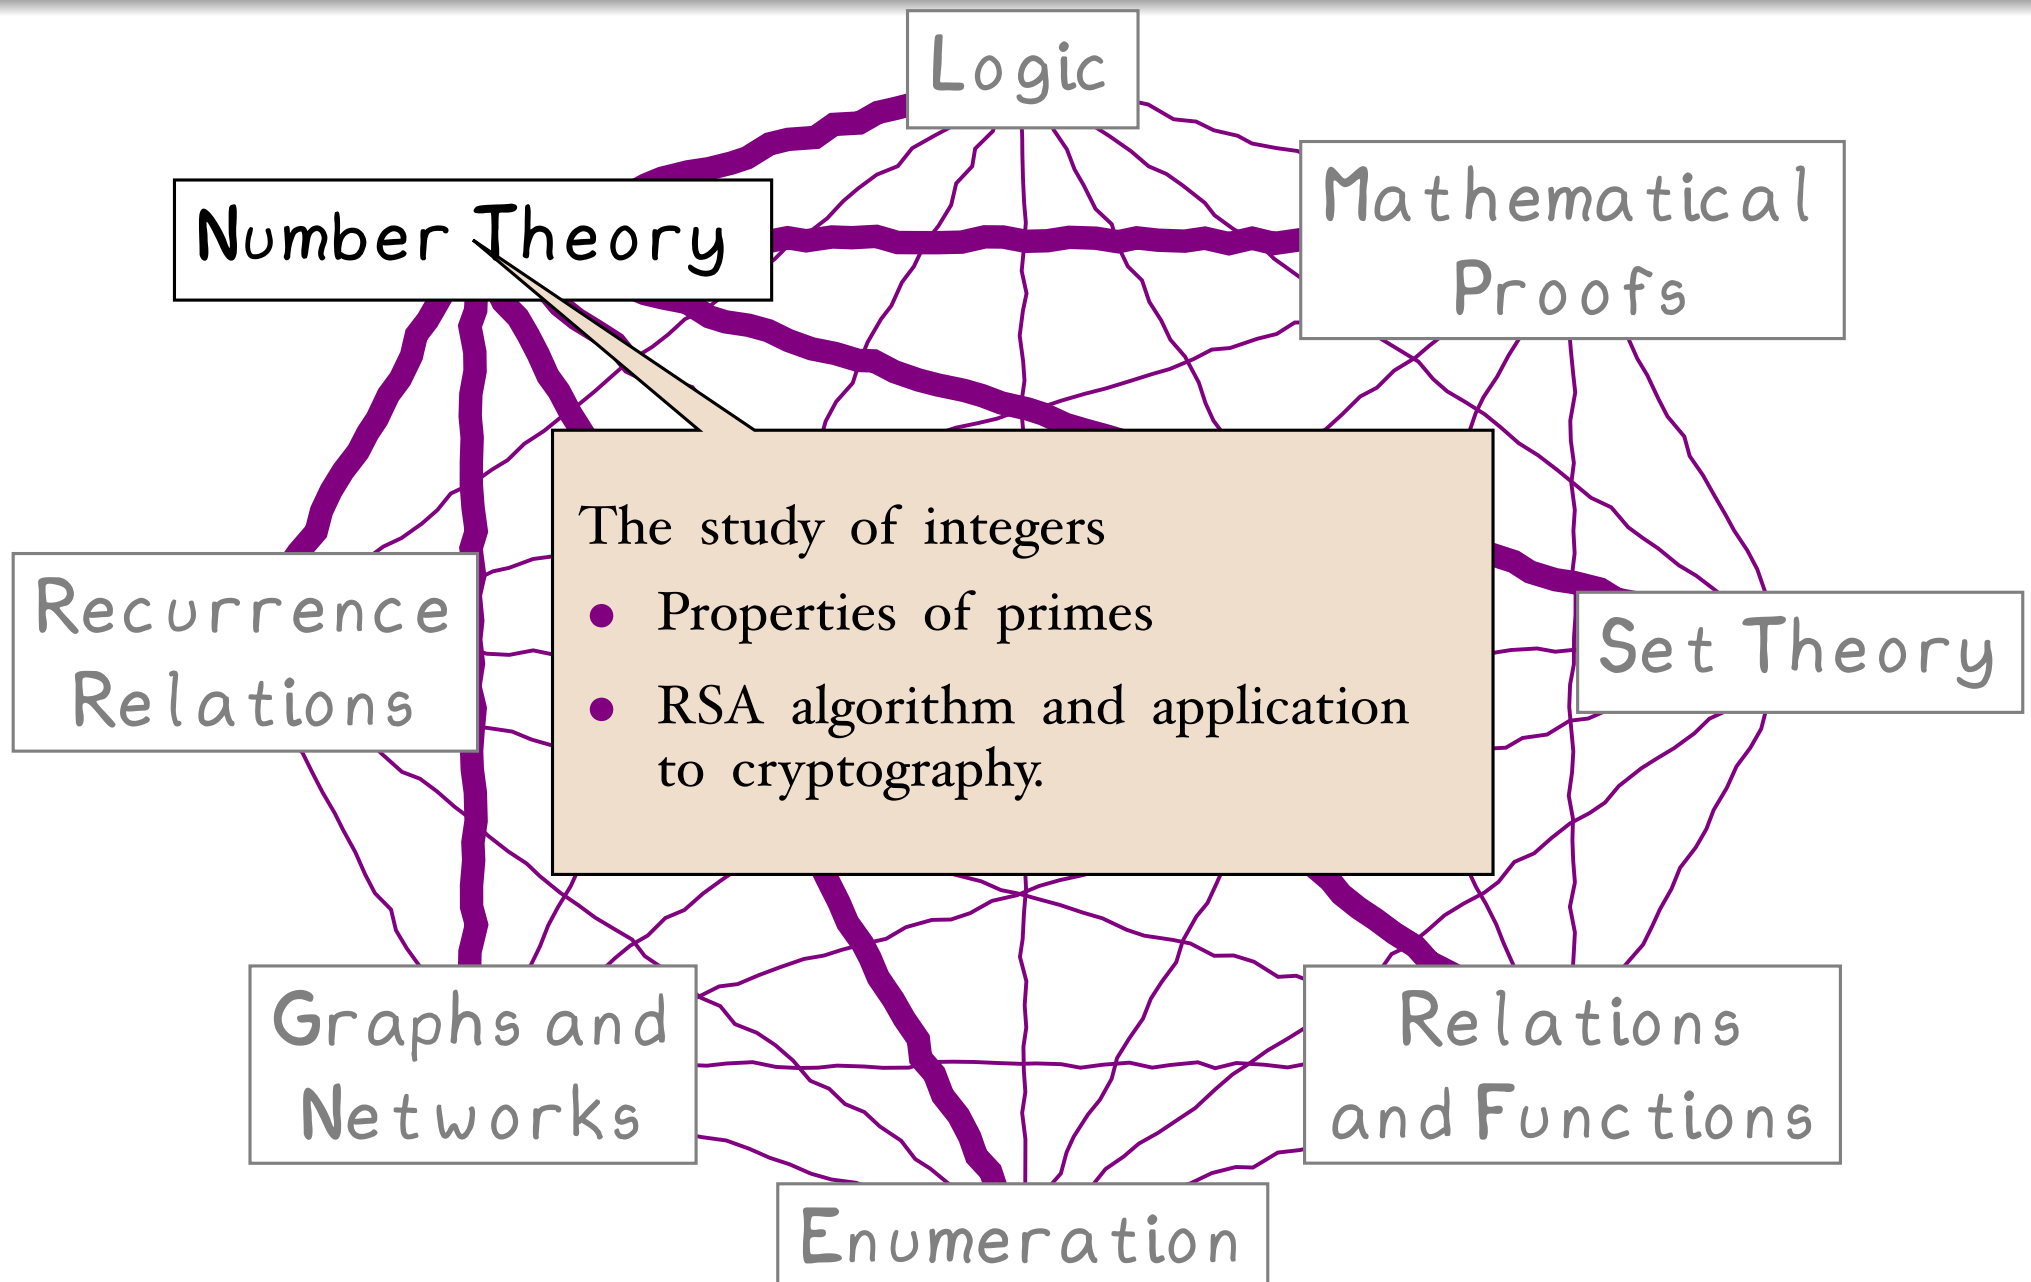 Logic
Mathematical
Proofs
Number Theory
The study of integers
• Properties of primes
• RSA algorithm and application
to cryptography.
Recurrence
Relations
Set Theory
Graphs and
Networks
Relations
and Functions
Enumeration